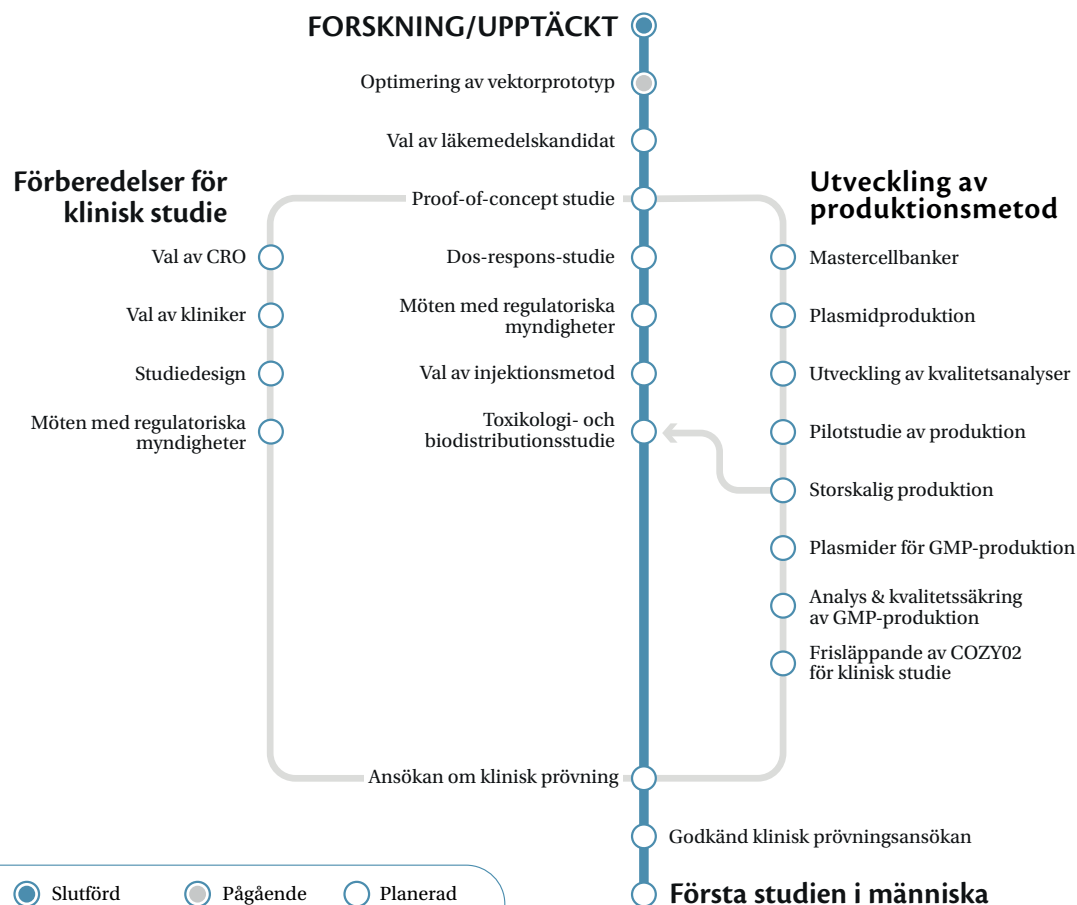 FORSKNING/UPPTÄCKT
Optimering av vektorprototyp
Val av läkemedelskandidat
Proof-of-concept studie
Dos-respons-studie
Möten med regulatoriska
myndigheter
Val av injektionsmetod
Toxikologi- och
biodistributionsstudie
Förberedelser för
klinisk studie
Val av CRO
Val av kliniker
Studiedesign
Möten med regulatoriska
myndigheter
Utveckling av
produktionsmetod
Mastercellbanker
Plasmidproduktion
Utveckling av kvalitetsanalyser
Pilotstudie av produktion
Storskalig produktion
Plasmider för GMP-produktion
Analys & kvalitetssäkring
av GMP-produktion
Frisläppande av COZY02
för klinisk studie
Ansökan om klinisk prövning
Godkänd klinisk prövningsansökan
Första studien i människa
Slutförd
Pågående
Planerad